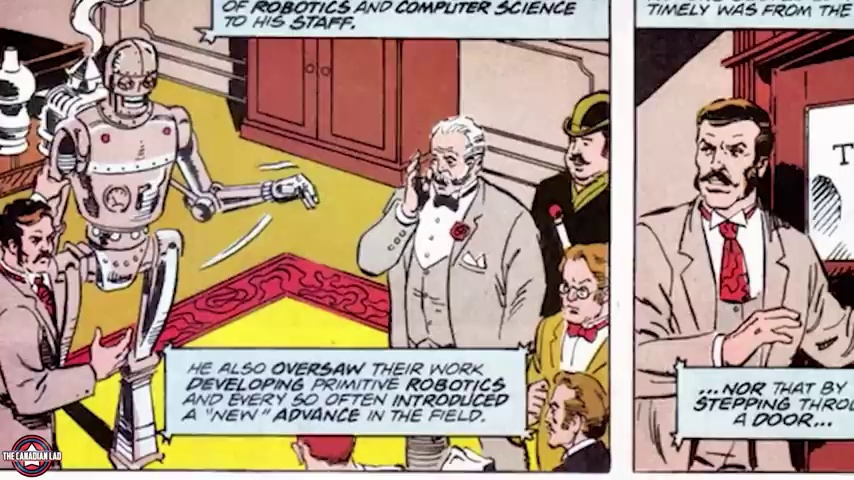 OF ROBOTICS AND COMPUTER SCIENCE
TO HIS STAFF.
HE ALSO OVERSAW THEIR WORK
DEVELOPING PRIMITIVE ROBOTICS
AND EVERY SO OFTEN INTRODUCED
A "NEW" ADVANCE IN THE FIELD.
TIMELY WAS FROM THE
T
...NOR THAT BY
STEPPING THROU
A DOOR...
THE CANADIAN LAD